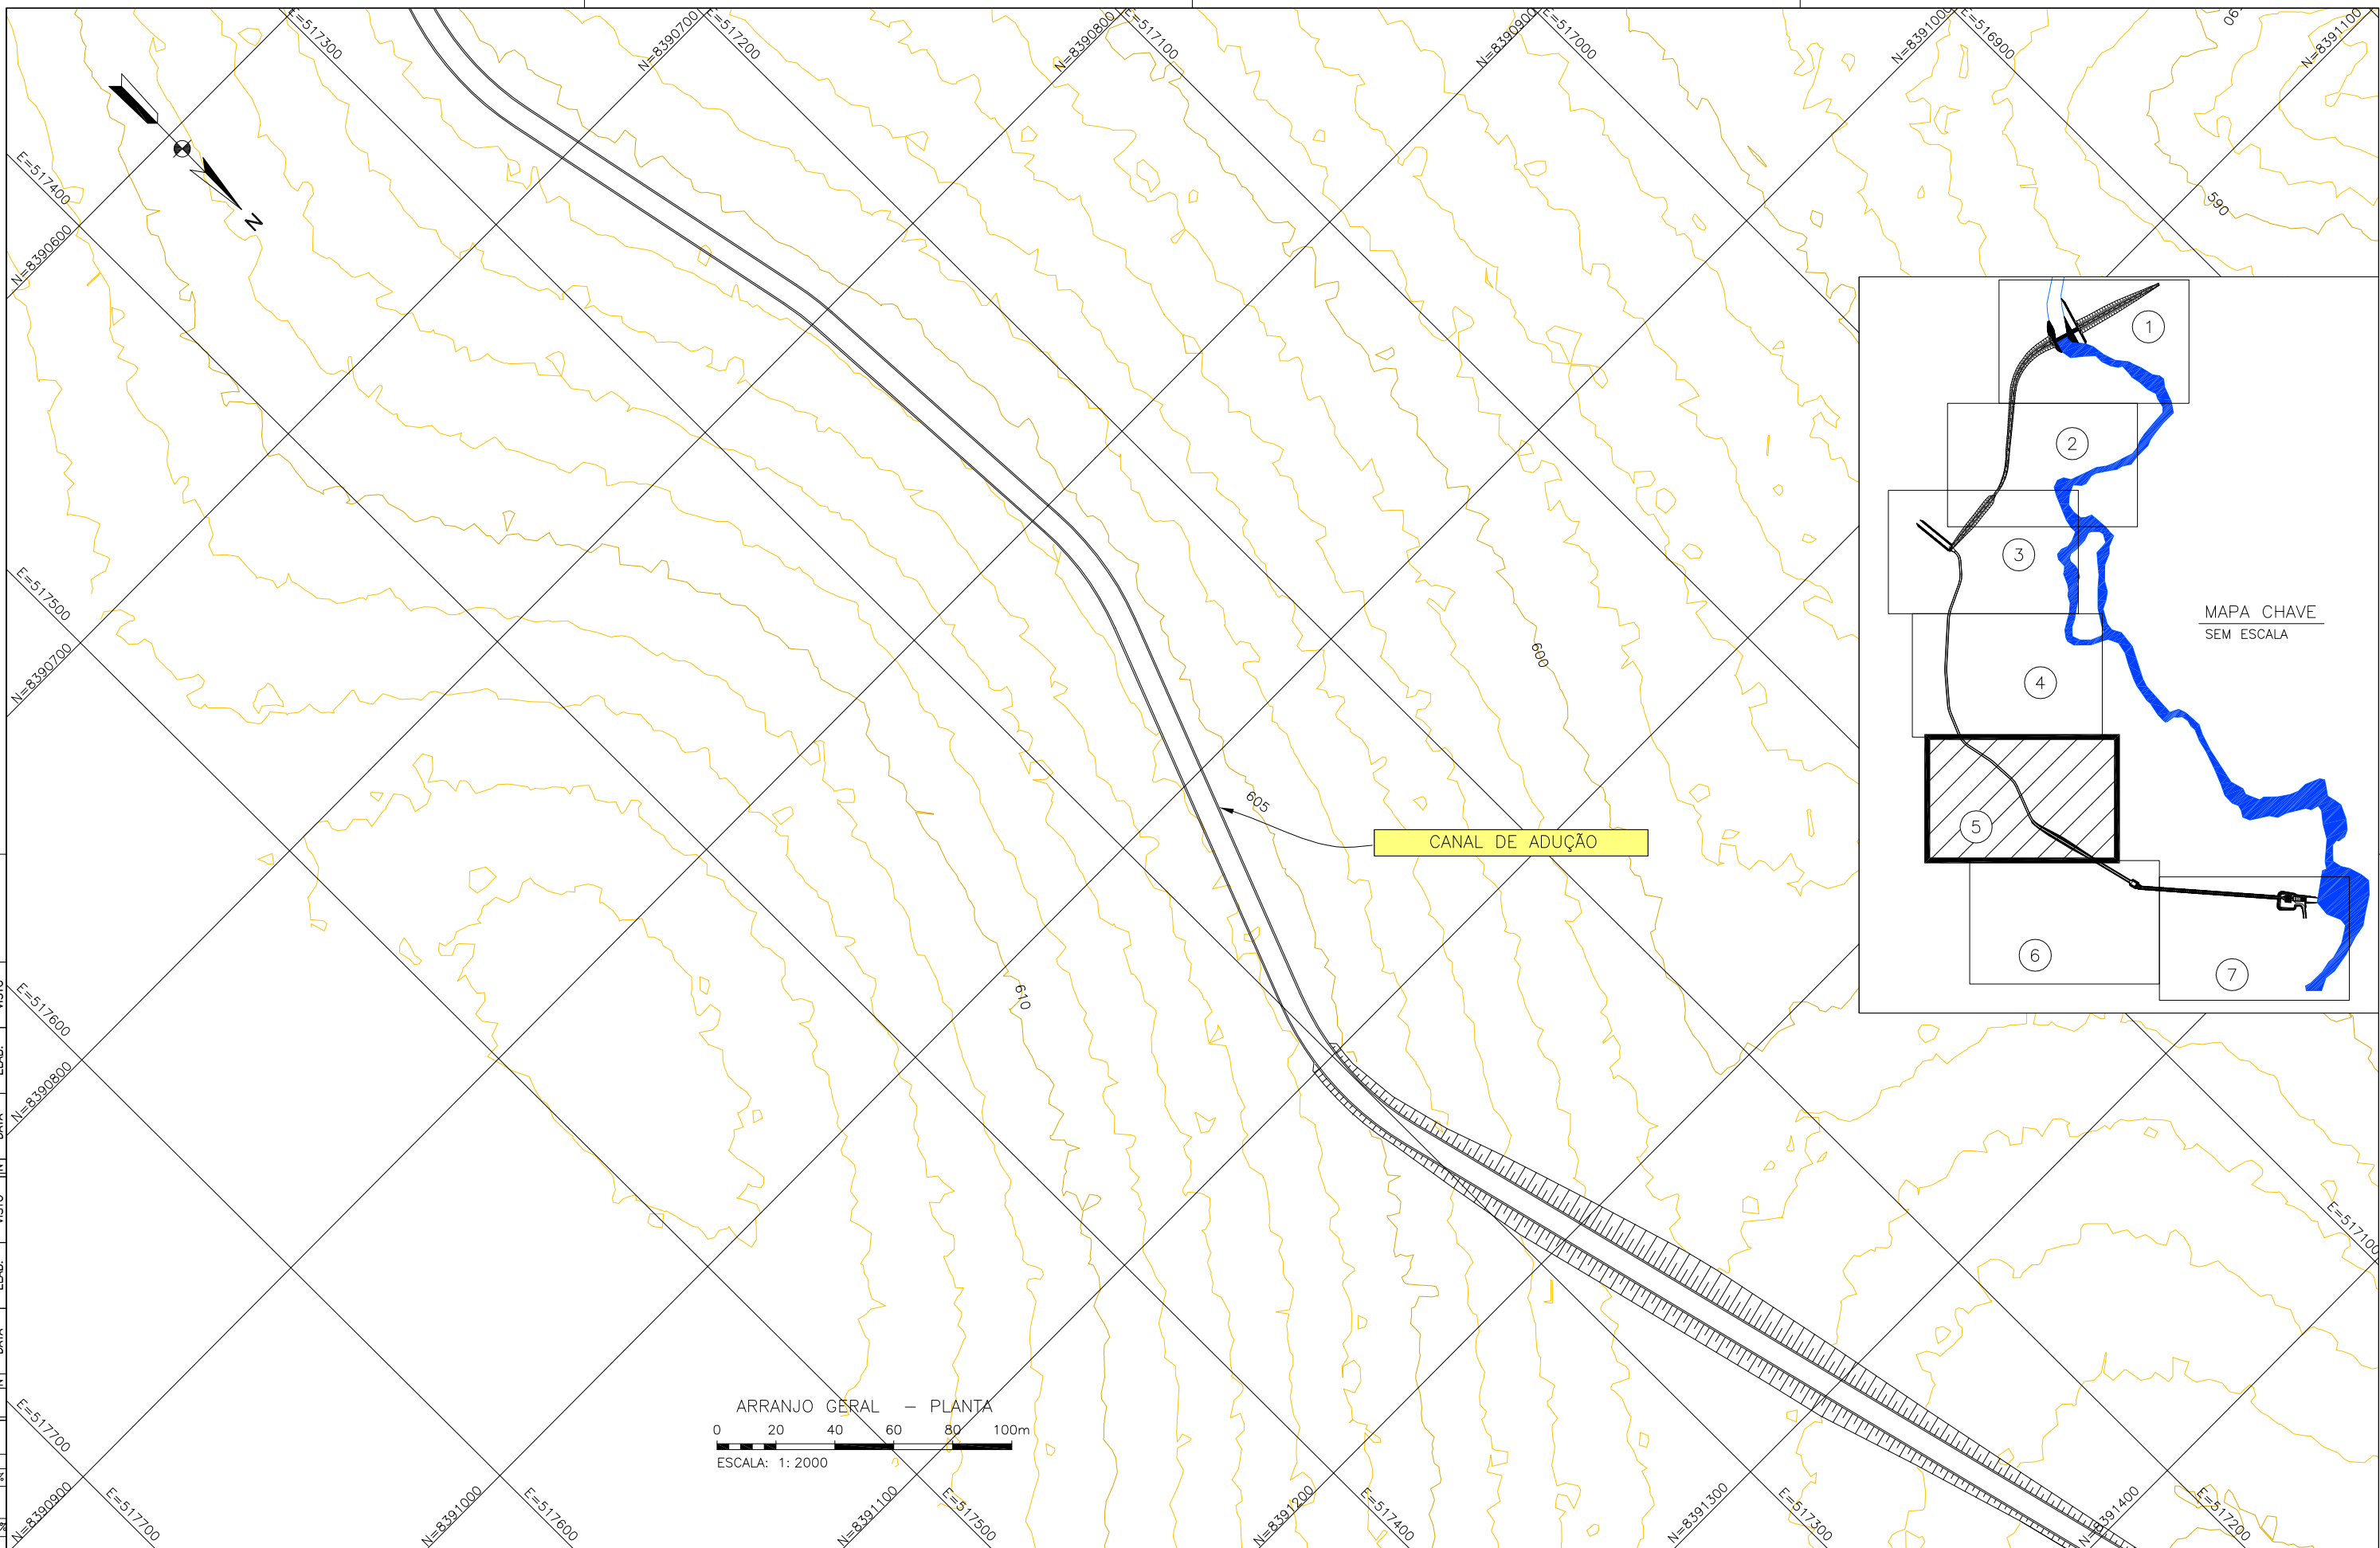 E=517300
N=8390700
E=517200
N=8390800
E=517100
N=8390900
E=517000
N=8391000
E=516900
N=8391100
E=517400
N=8390600
N
590
1
2
3
MAPA CHAVE
SEM ESCALA
4
5
6
7
E=517500
N=8390700
600
605
CANAL DE ADUÇÃO
610
E=517600
N=8390800
E=517100
ARRANJO GERAL – PLANTA
0 20 40 60 80 100m
ESCALA: 1: 2000
E=517700
N=8390900
E=517700
N=8391000
E=517600
N=8391100
E=517500
N=8391200
E=517400
N=8391300
E=517300
N=8391400
E=517200